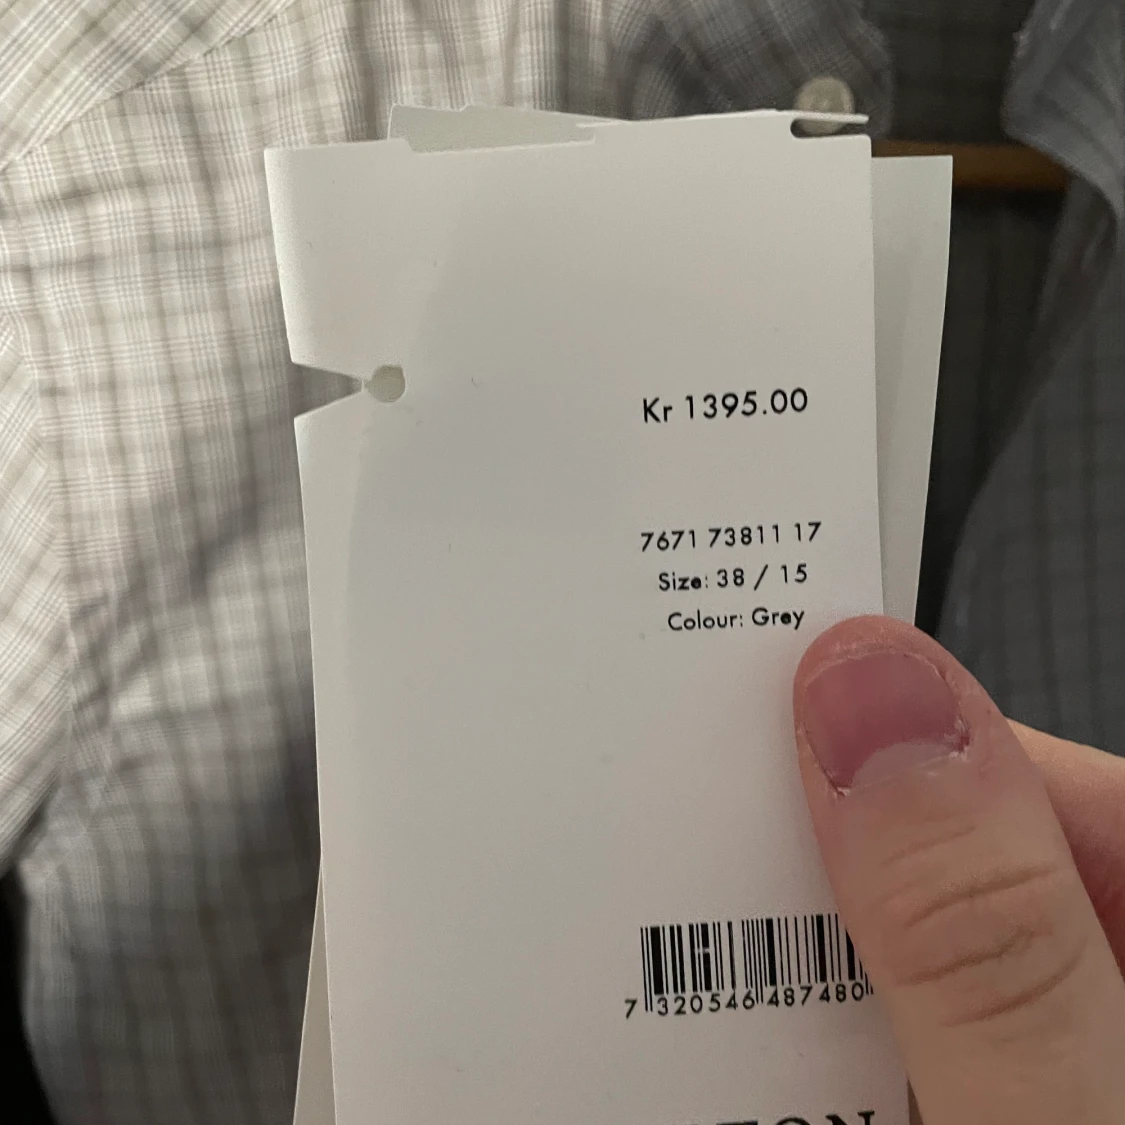 Kr 1395.00
7671 73811 17
Size: 38 / 15
Colour: Grey
7 320546 487480